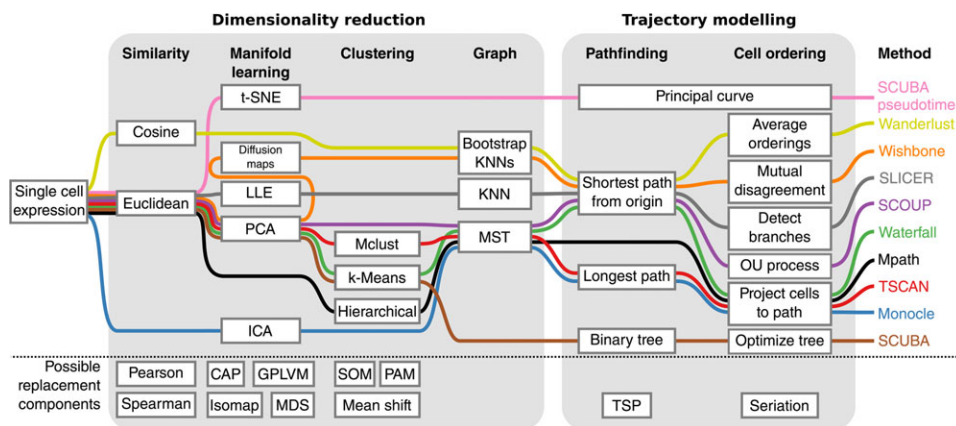 Dimensionality reduction
Trajectory modelling
Similarity
Manifold
learning
Clustering
Graph
Pathfinding
Cell ordering
Method
t-SNE
Principal curve
SCUBA
pseudotime
Cosine
Bootstrap
KNNs
Average
orderings
Wanderlust
Diffusion
maps
Mutual
disagreement
Wishbone
Single cell
expression
Euclidean
LLE
KNN
Shortest path
from origin
SLICER
Detect
branches
SCOUP
PCA
Mclust
MST
Waterfall
OU process
Mpath
k-Means
Longest path
Project cells
to path
TSCAN
Hierarchical
Monocle
ICA
Binary tree
Optimize tree
SCUBA
Possible
replacement
components
Pearson
CAP
GPLVM
SOM
PAM
Spearman
Isomap
MDS
Mean shift
TSP
Seriation